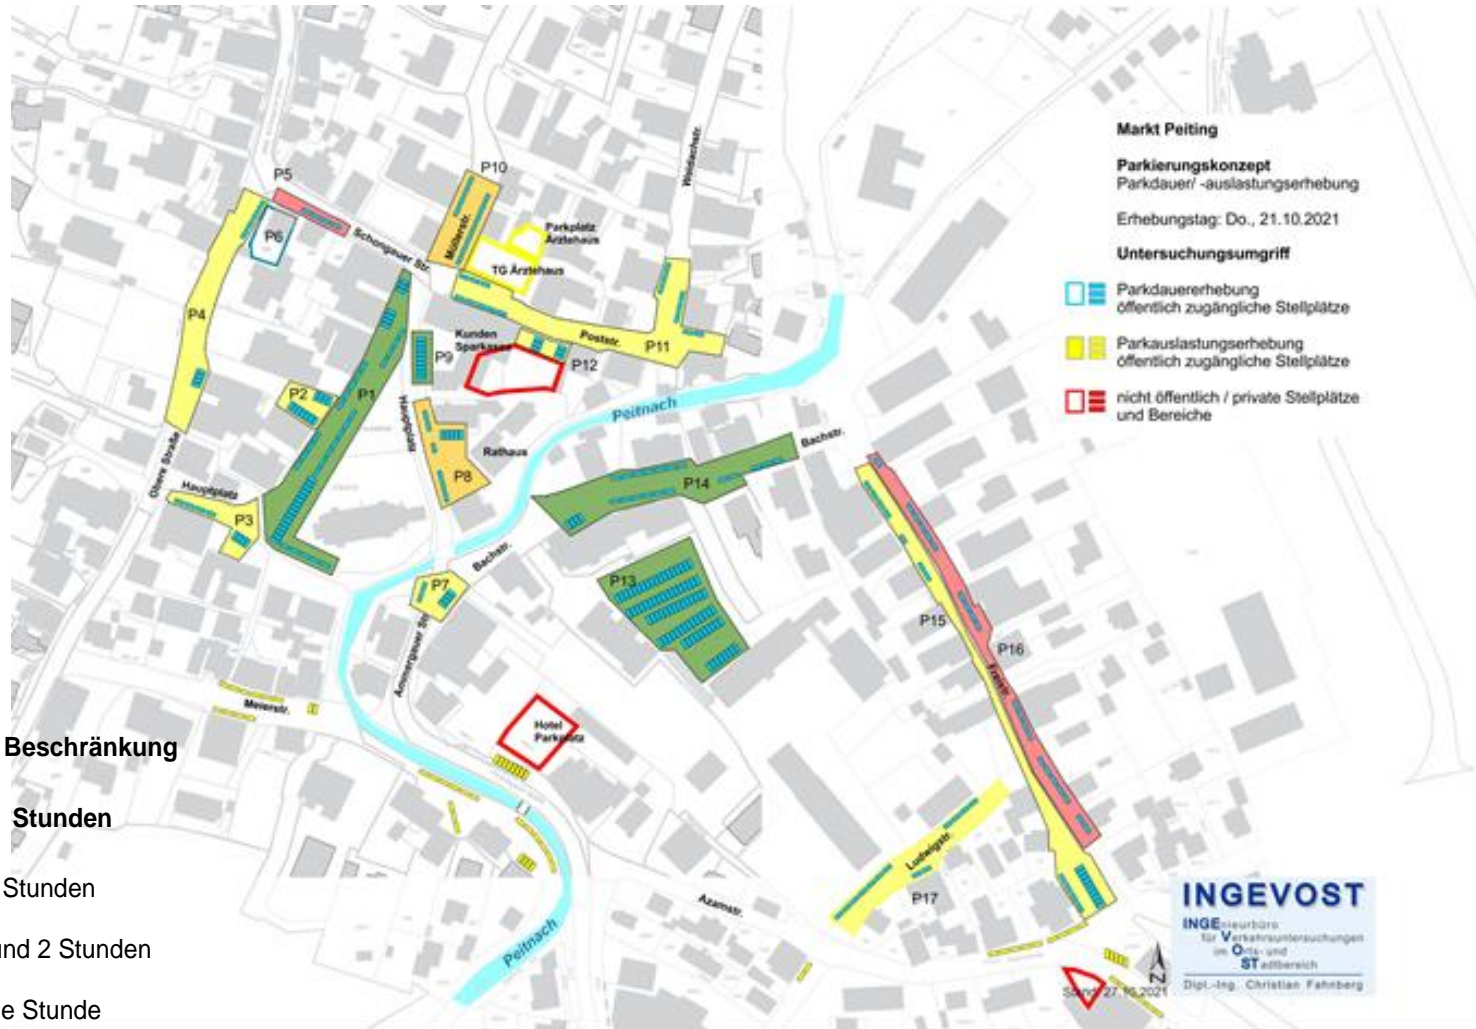 Markt Peiting
Parkierungskonzept
Parkdauer/ -auslastungserhebung
Erhebungstag: Do., 21.10.2021
Untersuchungsumgriff
Parkdauererhebung
öffentlich zugängliche Stellplätze
Parkauslastungserhebung
öffentlich zugängliche Stellplätze
nicht öffentlich / private Stellplätze
und Bereiche
P5
P10
Weidachstr.
P6
Schongauer Str.
Müllerstr.
Parkplatz
Ärztehaus
TG Ärztehaus
P4
Kunden
Sparkasse
Poststr.
P11
P9
P12
P2
P1
Hauptplatz
Peitnach
Obere Straße
Rathaus
P8
Bachstr.
P14
Hauptplatz
P3
Bachstr.
P7
P13
Ammergauer Str.
P15
P16
Freistr.
Meierstr.
Hotel
Parkplatz
Beschränkung
Stunden
Stunden
und 2 Stunden
e Stunde
Ludwigstr.
P17
Azamstr.
Peitnach
N
Stand: 27.10.2021
INGEVOST
INGEnieurbüro
für Verkehrsuntersuchungen
im Orts- und
STadtbereich
Dipl.-Ing. Christian Fahnberg